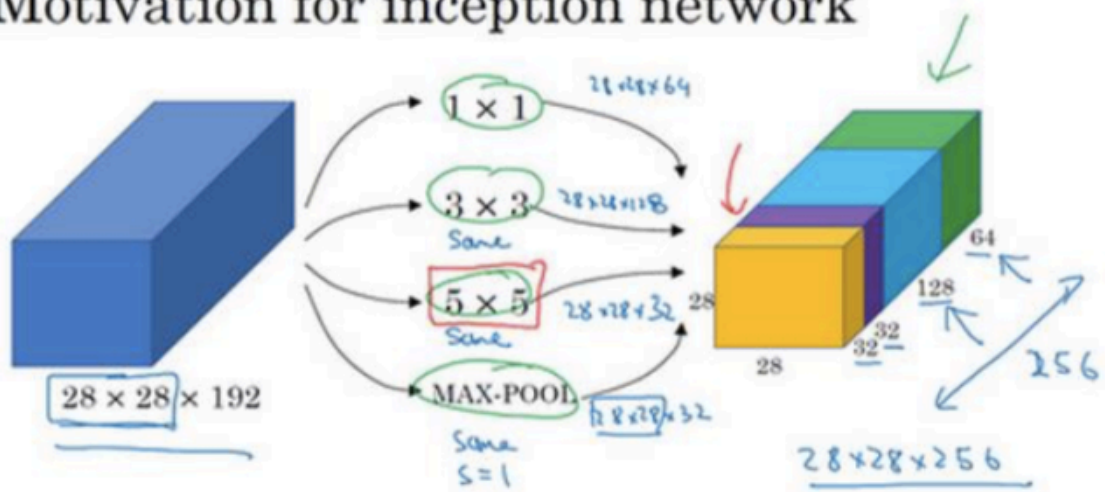 Motivation for inception network
1 × 1
28×28×64
3 × 3
28×28×128
Same
5 × 5
28×28×32
Same
MAX-POOL
28×28×32
Same
s=1
28 × 28 × 192
28
28
32
32
128
64
256
28×28×256